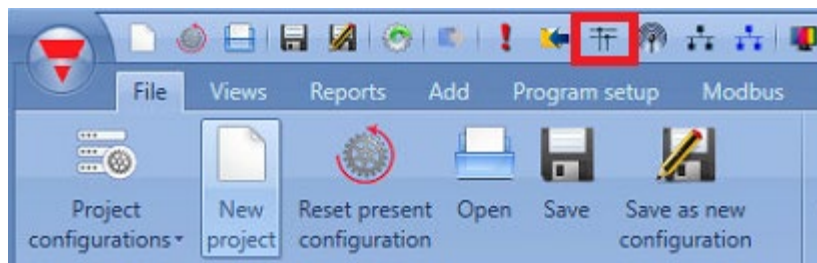 File Views Reports Add Program setup Modbus
Project New Reset present Open Save Save as new
configurations project configuration configuration